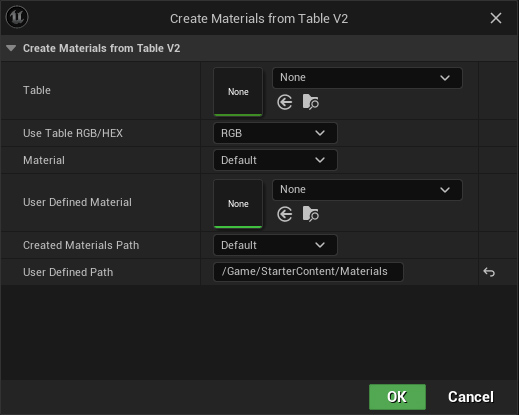 Create Materials from Table V2
Create Materials from Table V2
Table
None
None
Use Table RGB/HEX
RGB
Material
Default
User Defined Material
None
None
Created Materials Path
Default
User Defined Path
/Game/StarterContent/Materials
OK
Cancel